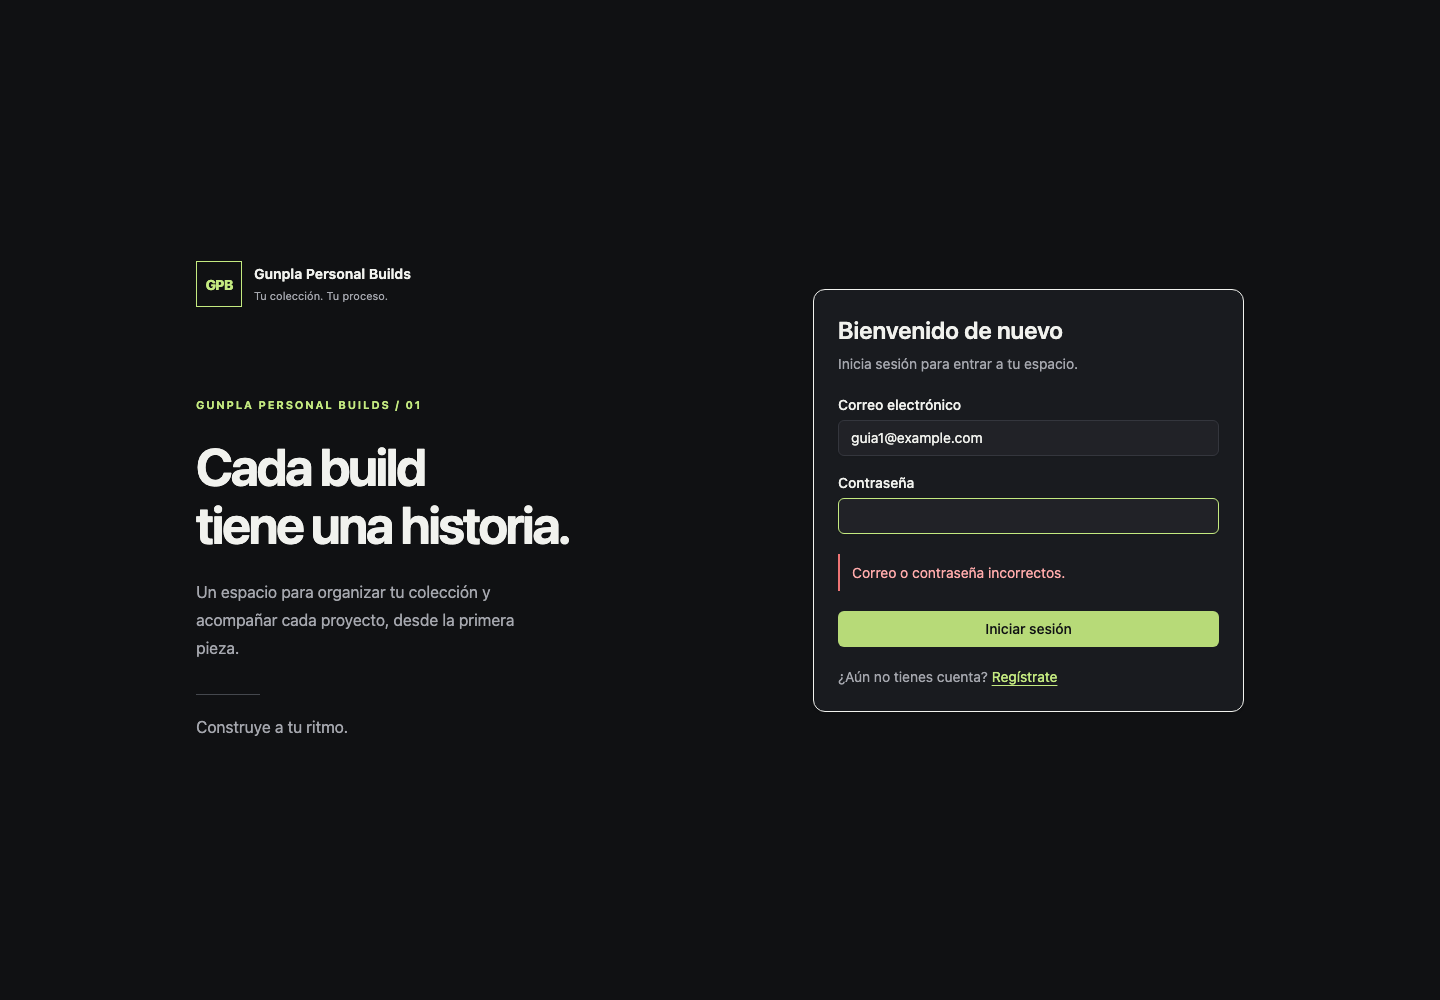 GPB
Gunpla Personal Builds
Tu colección. Tu proceso.
GUNPLA PERSONAL BUILDS / 01
Cada build
tiene una historia.
Un espacio para organizar tu colección y
acompañar cada proyecto, desde la primera
pieza.
Construye a tu ritmo.
Bienvenido de nuevo
Inicia sesión para entrar a tu espacio.
Correo electrónico
guia1@example.com
Contraseña
Correo o contraseña incorrectos.
Iniciar sesión
¿Aún no tienes cuenta? Regístrate